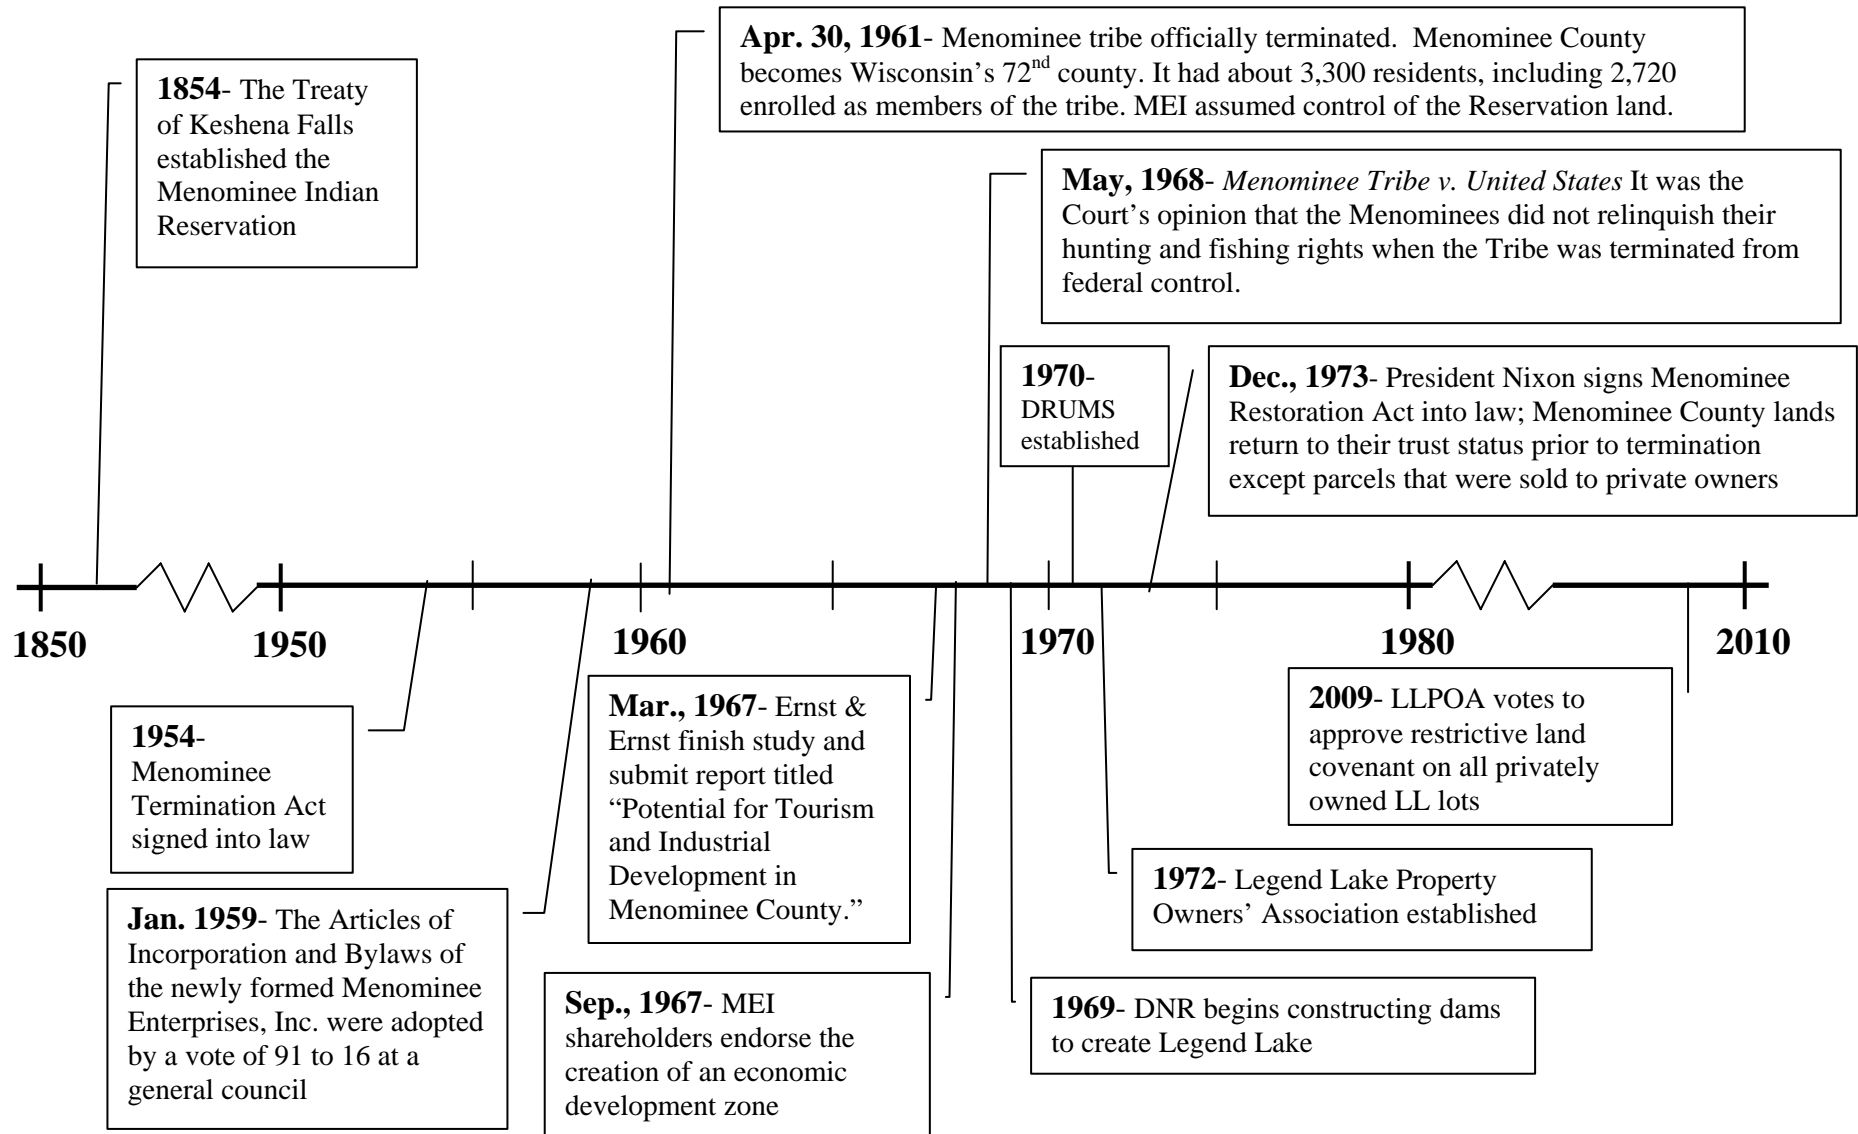 Apr. 30, 1961- Menominee tribe officially terminated. Menominee County
becomes Wisconsin’s 72nd county. It had about 3,300 residents, including 2,720
enrolled as members of the tribe. MEI assumed control of the Reservation land.
1854- The Treaty
of Keshena Falls
established the
Menominee Indian
Reservation
May, 1968- Menominee Tribe v. United States It was the
Court’s opinion that the Menominees did not relinquish their
hunting and fishing rights when the Tribe was terminated from
federal control.
1970-
DRUMS
established
Dec., 1973- President Nixon signs Menominee
Restoration Act into law; Menominee County lands
return to their trust status prior to termination
except parcels that were sold to private owners
1850
1950
1960
1970
1980
2010
1954-
Menominee
Termination Act
signed into law
Mar., 1967- Ernst &
Ernst finish study and
submit report titled
“Potential for Tourism
and Industrial
Development in
Menominee County.”
2009- LLPOA votes to
approve restrictive land
covenant on all privately
owned LL lots
1972- Legend Lake Property
Owners’ Association established
Jan. 1959- The Articles of
Incorporation and Bylaws of
the newly formed Menominee
Enterprises, Inc. were adopted
by a vote of 91 to 16 at a
general council
Sep., 1967- MEI
shareholders endorse the
creation of an economic
development zone
1969- DNR begins constructing dams
to create Legend Lake